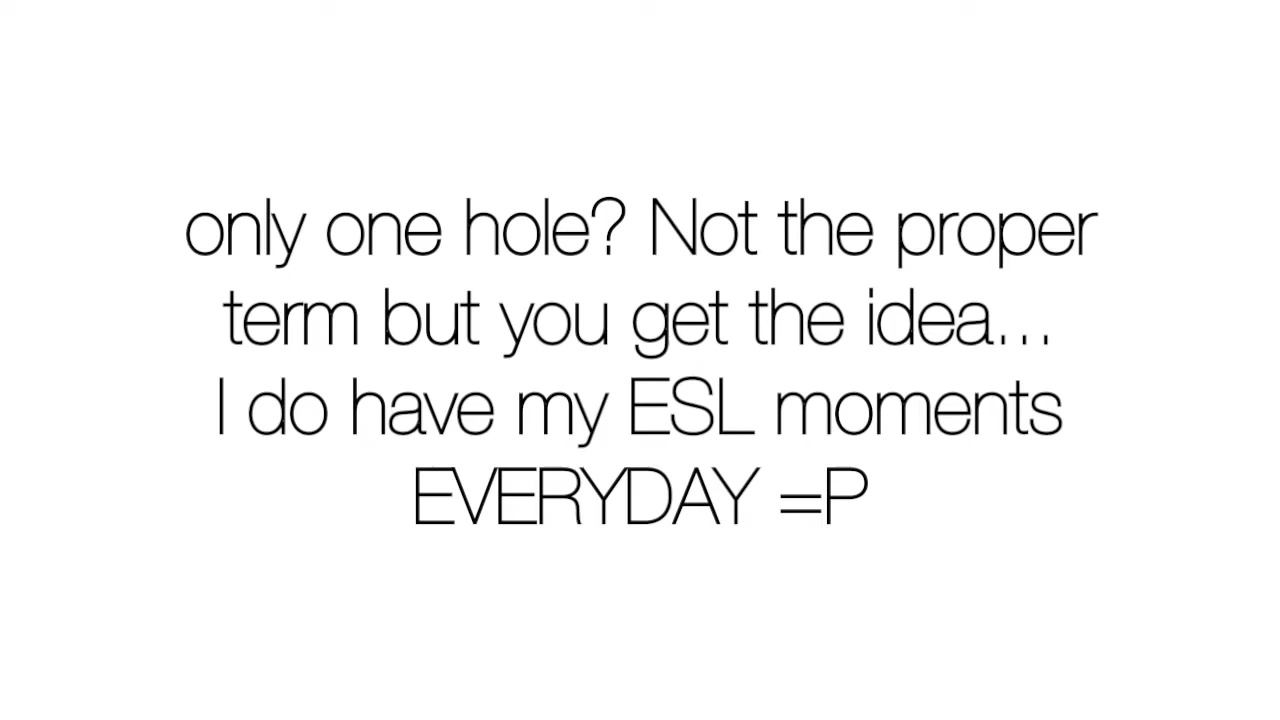 only one hole? Not the proper
term but you get the idea...
I do have my ESL moments
EVERYDAY =P